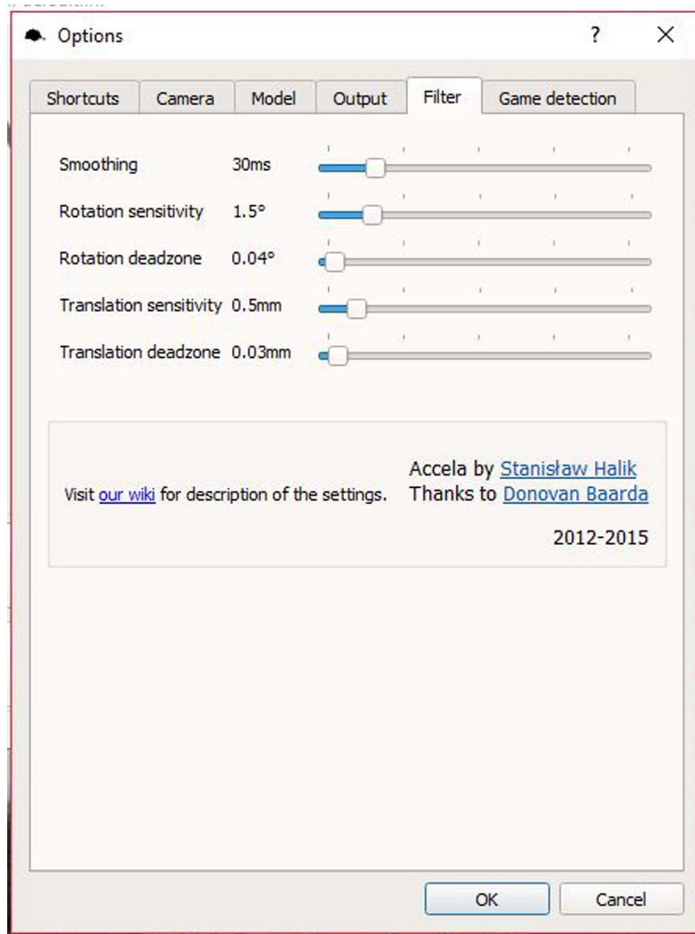 Options ?
Shortcuts Camera Model Output Filter Game detection
Smoothing 30ms
Rotation sensitivity 1.5°
Rotation deadzone 0.04°
Translation sensitivity 0.5mm
Translation deadzone 0.03mm
Accela by Stanisław Halik
Visit our wiki for description of the settings. Thanks to Donovan Baarda
2012-2015
OK Cancel